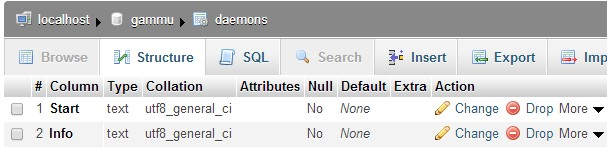 localhost gammu daemons
Browse Structure SQL Search Insert Export Imp
# Column Type Collation Attributes Null Default Extra Action
1 Start text utf8_general_ci No None Change Drop More
2 Info text utf8_general_ci No None Change Drop More